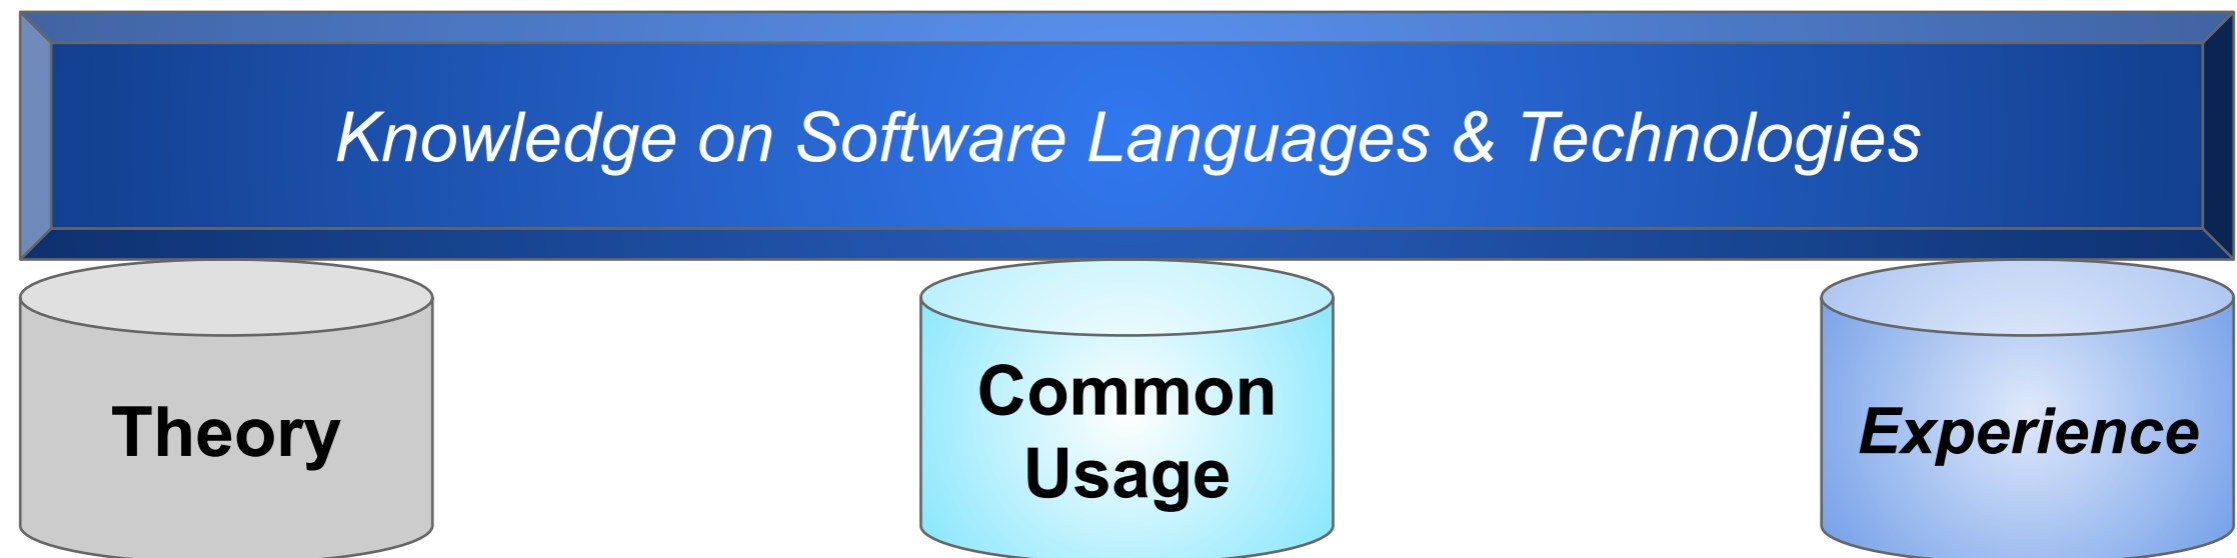 Knowledge on Software Languages & Technologies
Theory
Common
Usage
Experience